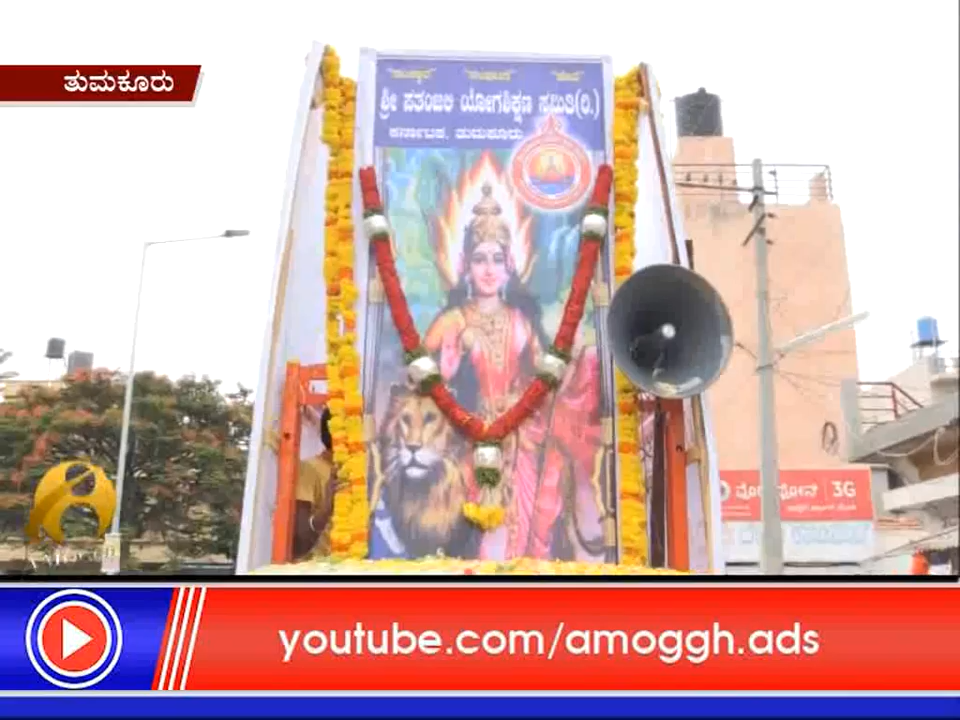 ತುಮಕೂರು
ಶ್ರೀ ಪತಂಜಲಿ ಯೋಗಶಿಕ್ಷಣ ಸಮಿತಿ(ರಿ.)
ಕರ್ನಾಟಕ, ತುಮಕೂರು
ವೊಡಾಫೋನ್ 3G
youtube.com/amoggh.ads